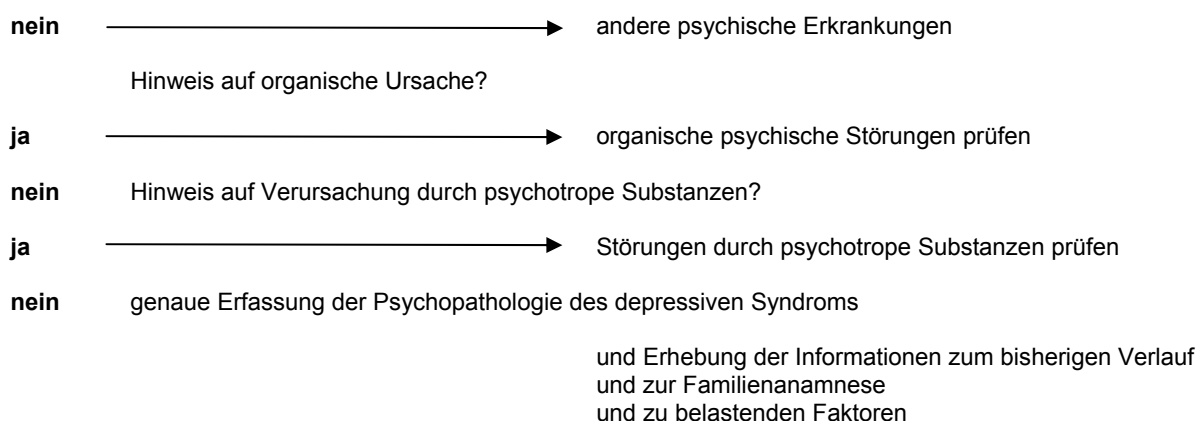 nein andere psychische Erkrankungen
Hinweis auf organische Ursache?
ja organische psychische Störungen prüfen
nein Hinweis auf Verursachung durch psychotrope Substanzen?
ja Störungen durch psychotrope Substanzen prüfen
nein genaue Erfassung der Psychopathologie des depressiven Syndroms
und Erhebung der Informationen zum bisherigen Verlauf
und zur Familienanamnese
und zu belastenden Faktoren